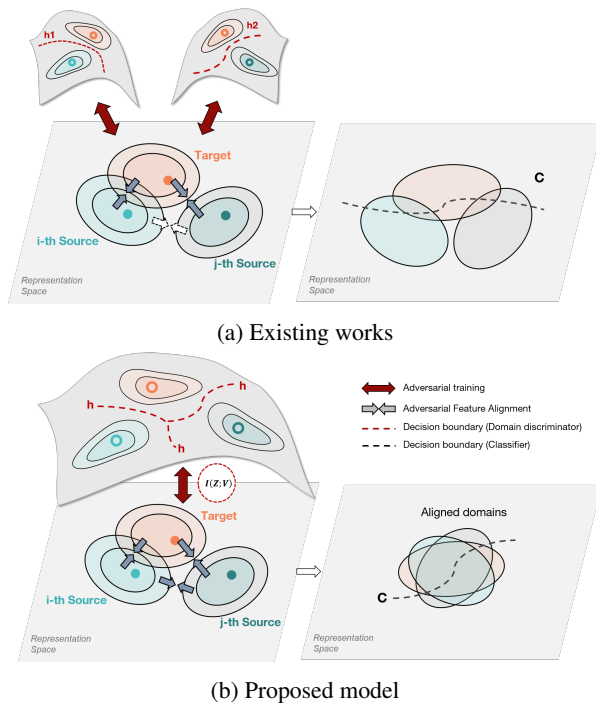 h1
h2
Target
i-th Source
j-th Source
Representation
Space
C
Representation
Space
(a) Existing works
h
h
h
I(Z;V)
Adversarial training
Adversarial Feature Alignment
Decision boundary (Domain discriminator)
Decision boundary (Classifier)
Target
i-th Source
j-th Source
Representation
Space
Aligned domains
C
Representation
Space
(b) Proposed model